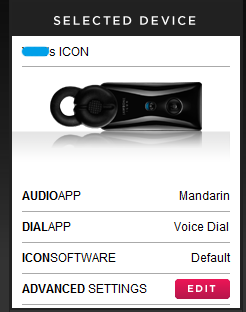 SELECTED DEVICE
s ICON
AUDIOAPP Mandarin
DIALAPP Voice Dial
ICONSOFTWARE Default
ADVANCED SETTINGS EDIT